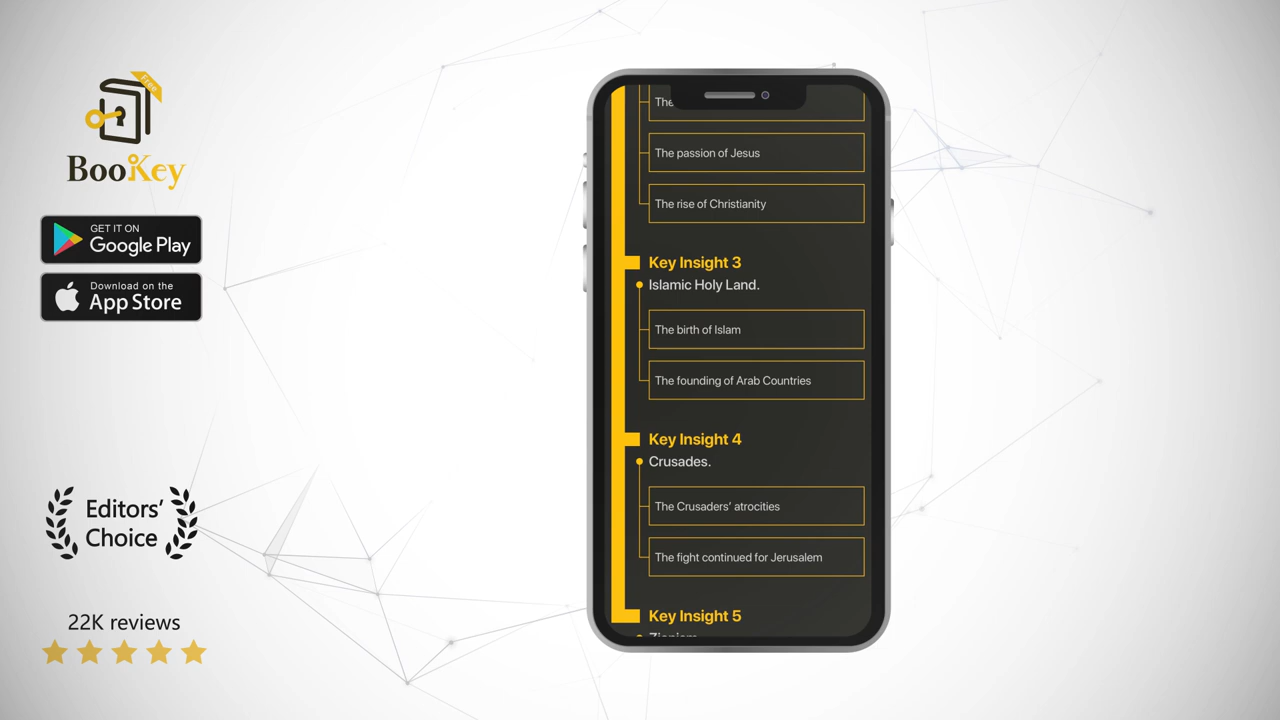 Free
BooKey
GET IT ON
Google Play
Download on the
App Store
Editors’
Choice
22K reviews
The
The passion of Jesus
The rise of Christianity
Key Insight 3
Islamic Holy Land.
The birth of Islam
The founding of Arab Countries
Key Insight 4
Crusades.
The Crusaders’ atrocities
The fight continued for Jerusalem
Key Insight 5